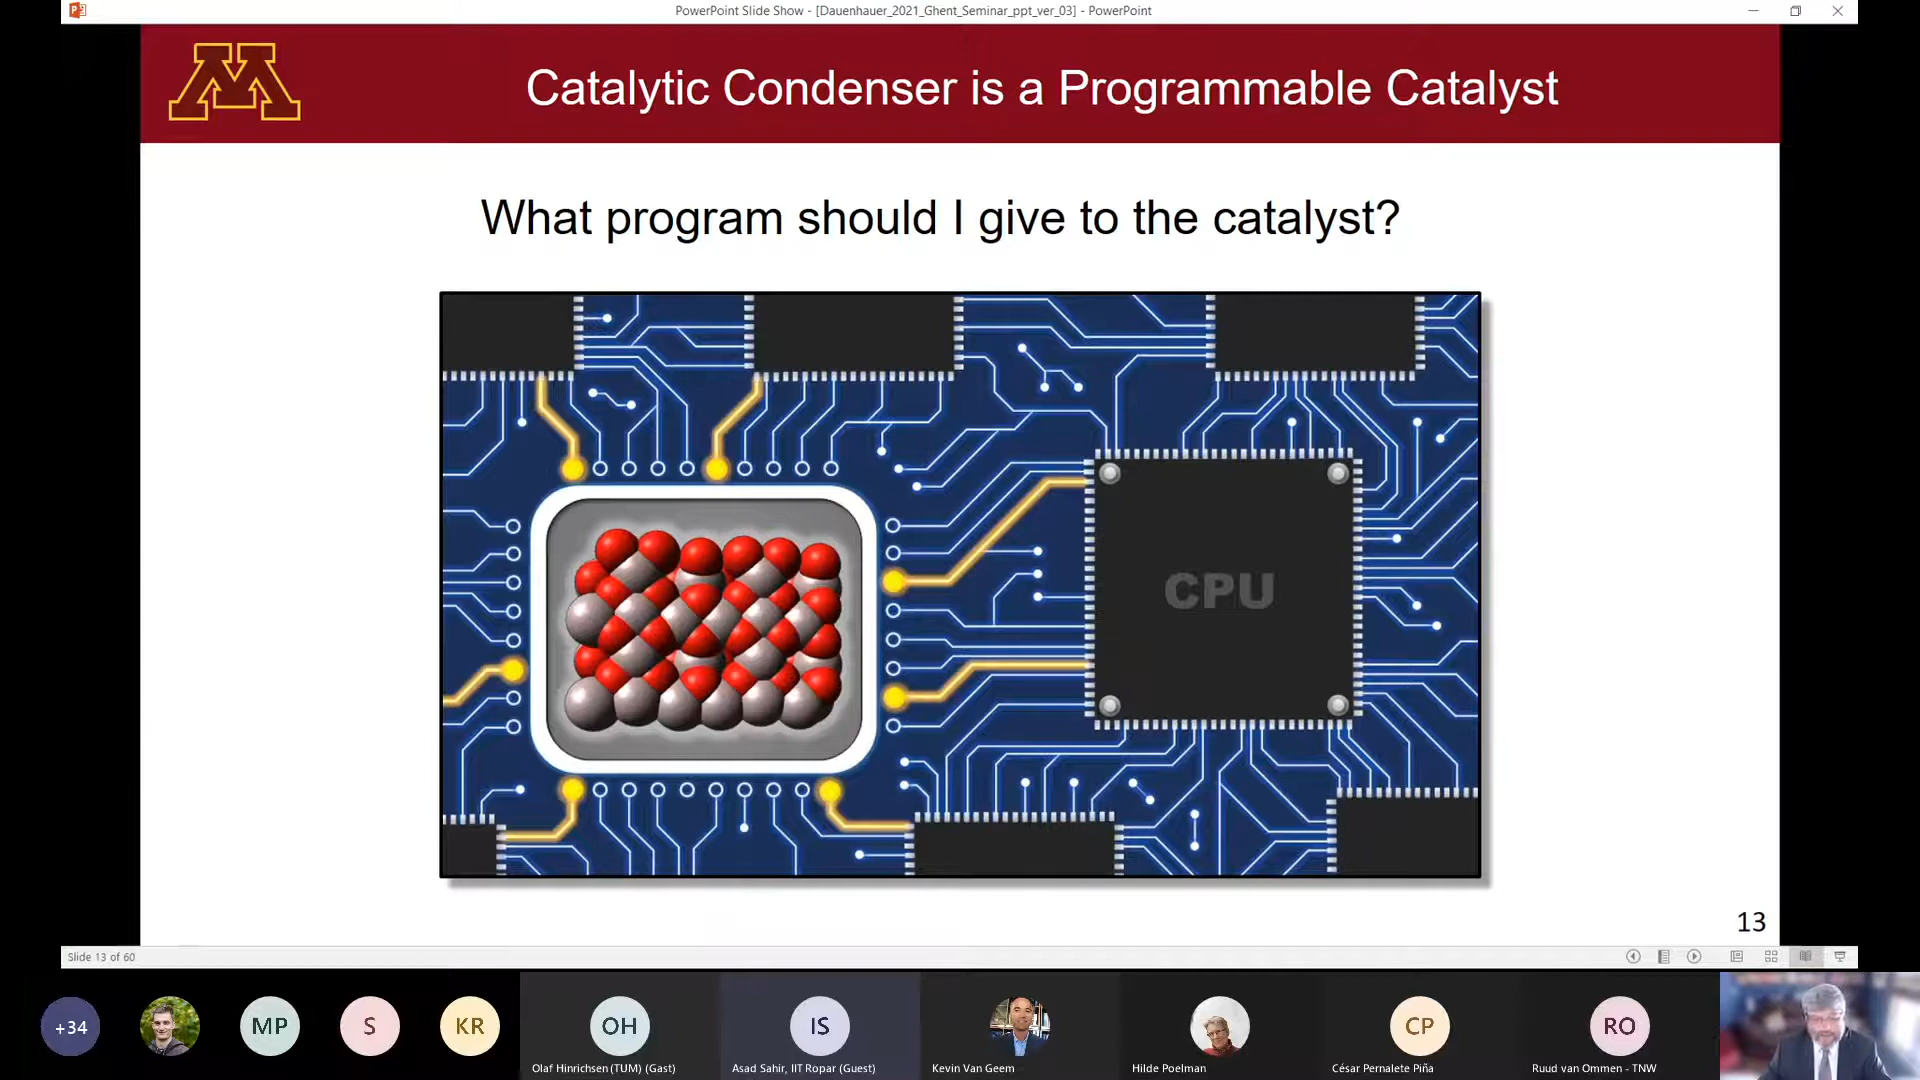 PowerPoint Slide Show - [Dauenhauer_2021_Ghent_Seminar_ppt_ver_03] - PowerPoint
M
Catalytic Condenser is a Programmable Catalyst
What program should I give to the catalyst?
CPU
13
Slide 13 of 60
+34
MP
S
KR
OH
IS
CP
RO
Olaf Hinrichsen (TUM) (Gast)
Asad Sahir, IIT Ropar (Guest)
Kevin Van Geem
Hilde Poelman
César Pernalete Piña
Ruud van Ommen - TNW